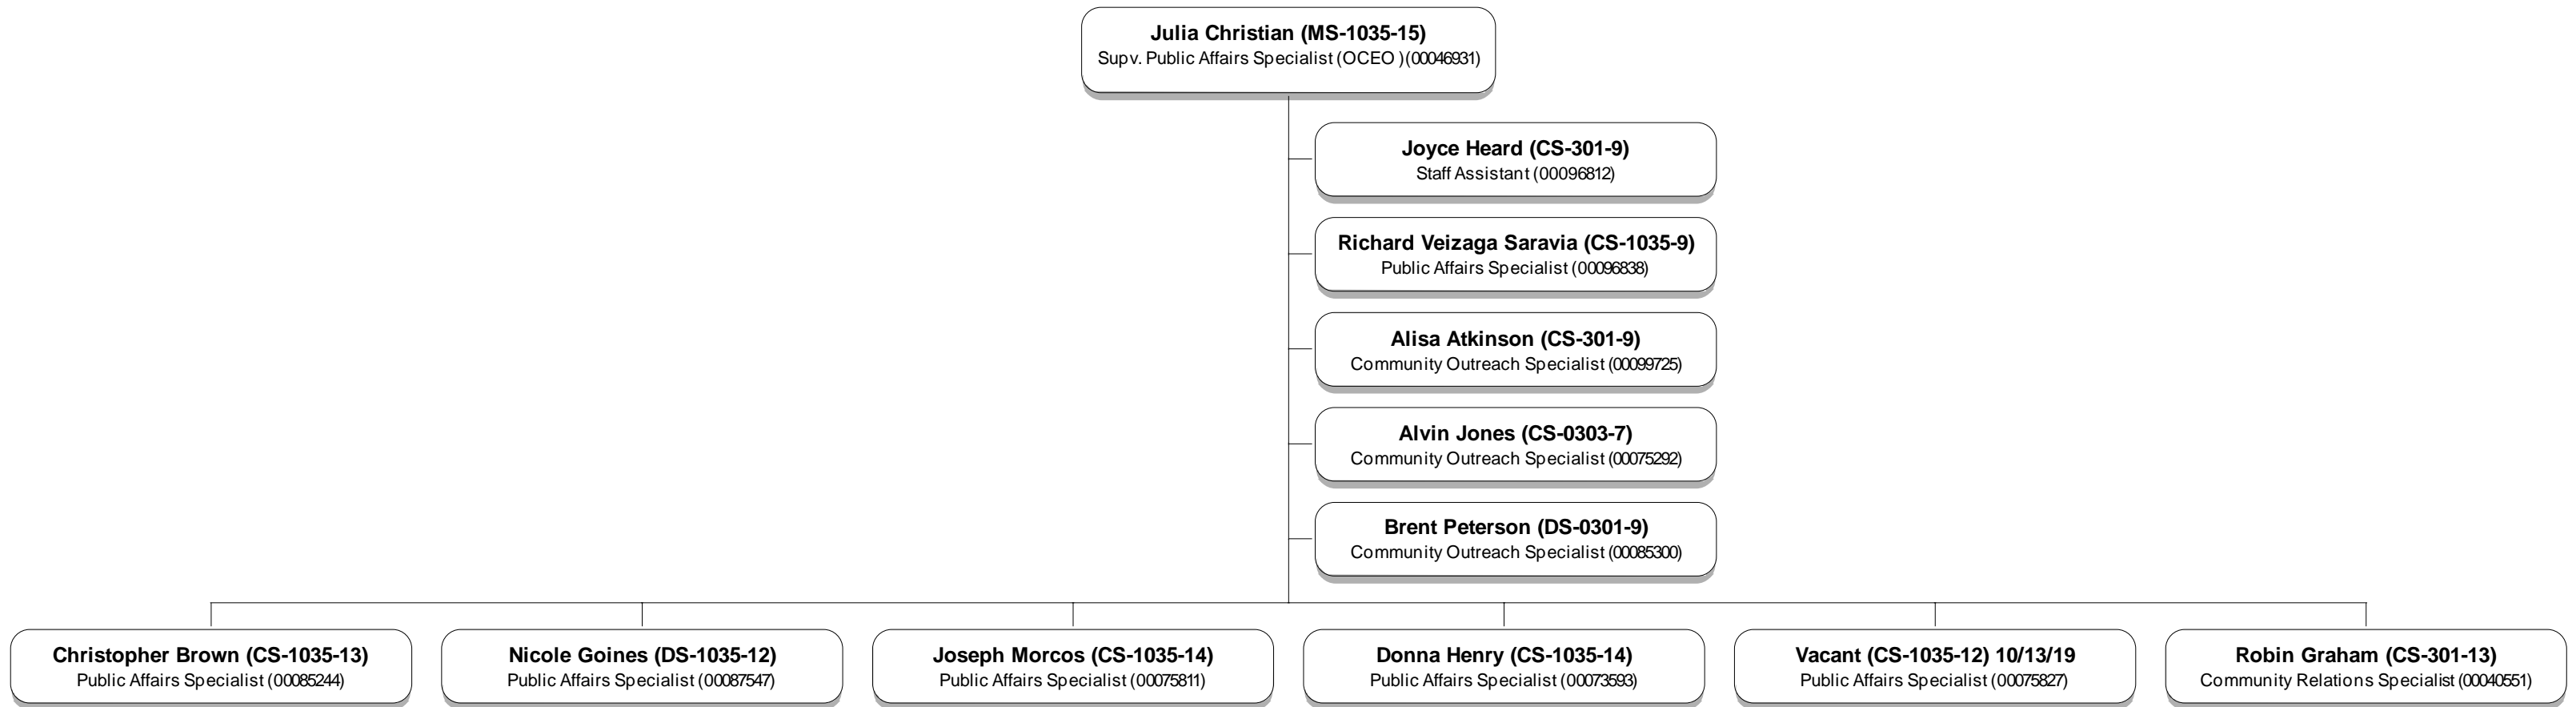 Julia Christian (MS-1035-15)
Supv. Public Affairs Specialist (OCEO )(00046931)
Joyce Heard (CS-301-9)
Staff Assistant (00096812)
Richard Veizaga Saravia (CS-1035-9)
Public Affairs Specialist (00096838)
Alisa Atkinson (CS-301-9)
Community Outreach Specialist (00099725)
Alvin Jones (CS-0303-7)
Community Outreach Specialist (00075292)
Brent Peterson (DS-0301-9)
Community Outreach Specialist (00085300)
Christopher Brown (CS-1035-13)
Public Affairs Specialist (00085244)
Nicole Goines (DS-1035-12)
Public Affairs Specialist (00087547)
Joseph Morcos (CS-1035-14)
Public Affairs Specialist (00075811)
Donna Henry (CS-1035-14)
Public Affairs Specialist (00073593)
Vacant (CS-1035-12) 10/13/19
Public Affairs Specialist (00075827)
Robin Graham (CS-301-13)
Community Relations Specialist (00040551)